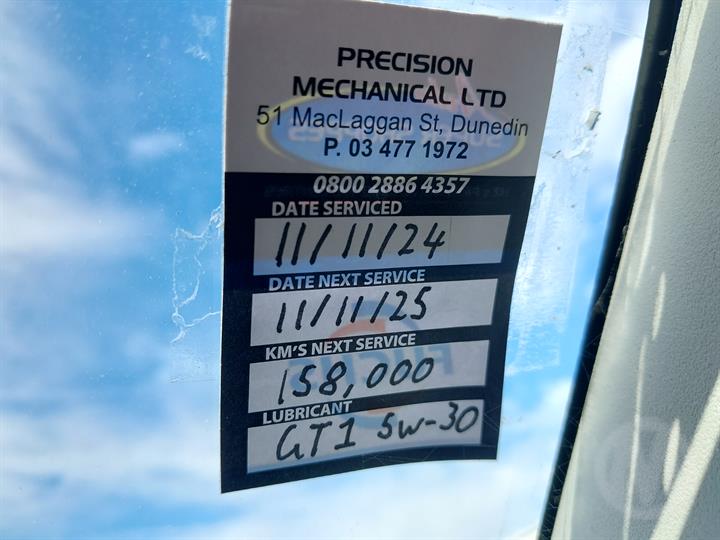 PRECISION
MECHANICAL LTD
51 MacLaggan St, Dunedin
P. 03 477 1972
0800 2886 4357
DATE SERVICED
11/11/24
DATE NEXT SERVICE
11/11/25
KM'S NEXT SERVICE
158,000
LUBRICANT
GT1 5W-30